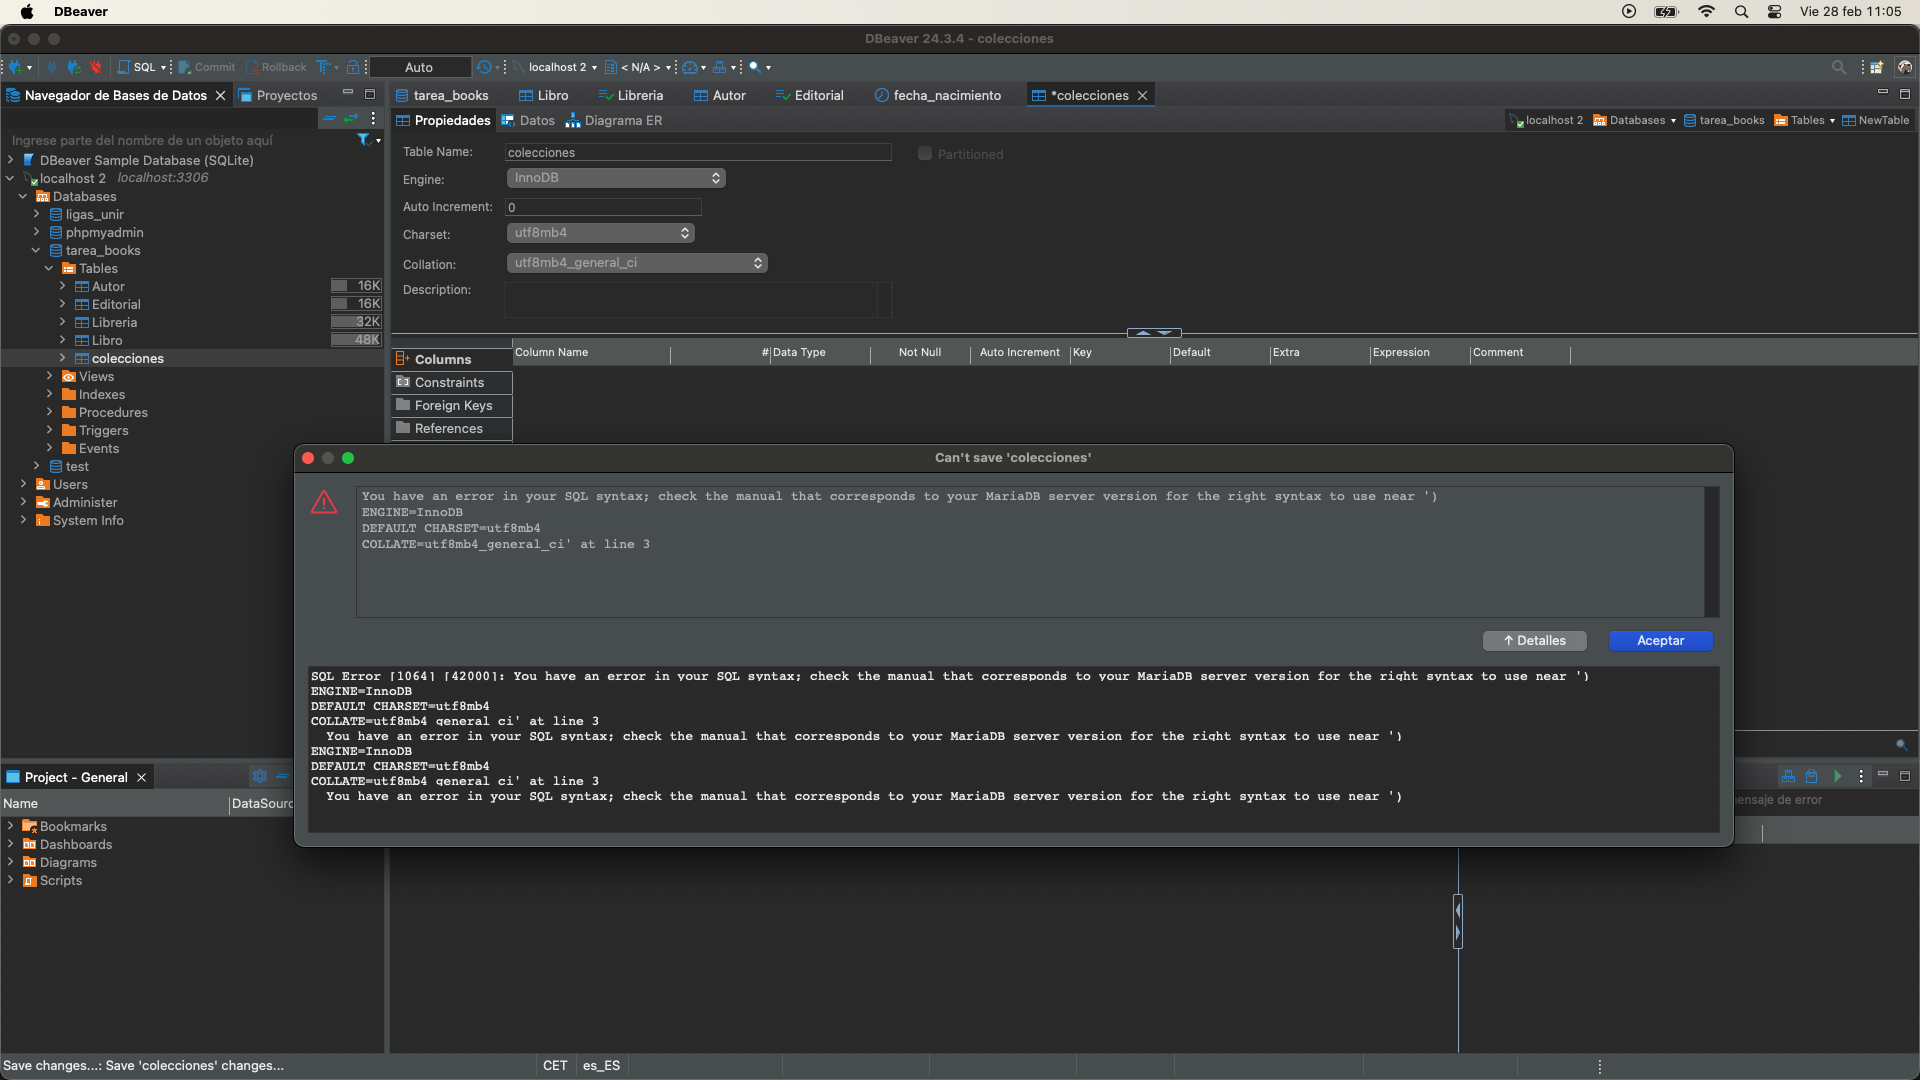 DBeaver
Vie 28 feb 11:05
DBeaver 24.3.4 - colecciones
SQL
Commit
Rollback
Auto
localhost 2
< N/A >
Navegador de Bases de Datos
Proyectos
tarea_books
Libro
Libreria
Autor
Editorial
fecha_nacimiento
*colecciones
Ingrese parte del nombre de un objeto aquí
Propiedades
Datos
Diagrama ER
localhost 2
Databases
tarea_books
Tables
NewTable
DBeaver Sample Database (SQLite)
localhost 2 localhost:3306
Databases
ligas_unir
phpmyadmin
tarea_books
Tables
Autor 16K
Editorial 16K
Libreria 32K
Libro 48K
colecciones
Views
Indexes
Procedures
Triggers
Events
test
Users
Administer
System Info
Table Name: colecciones
Partitioned
Engine: InnoDB
Auto Increment: 0
Charset: utf8mb4
Collation: utf8mb4_general_ci
Description:
Columns
Constraints
Foreign Keys
References
Column Name # Data Type Not Null Auto Increment Key Default Extra Expression Comment
Can't save 'colecciones'
You have an error in your SQL syntax; check the manual that corresponds to your MariaDB server version for the right syntax to use near ')
ENGINE=InnoDB
DEFAULT CHARSET=utf8mb4
COLLATE=utf8mb4_general_ci' at line 3
Detalles
Aceptar
SQL Error [1064] [42000]: You have an error in your SQL syntax; check the manual that corresponds to your MariaDB server version for the right syntax to use near ')
ENGINE=InnoDB
DEFAULT CHARSET=utf8mb4
COLLATE=utf8mb4_general_ci' at line 3
You have an error in your SQL syntax; check the manual that corresponds to your MariaDB server version for the right syntax to use near ')
ENGINE=InnoDB
DEFAULT CHARSET=utf8mb4
COLLATE=utf8mb4_general_ci' at line 3
You have an error in your SQL syntax; check the manual that corresponds to your MariaDB server version for the right syntax to use near ')
Project - General
Name DataSourc
Bookmarks
Dashboards
Diagrams
Scripts
ensaje de error
Save changes...: Save 'colecciones' changes...
CET
es_ES